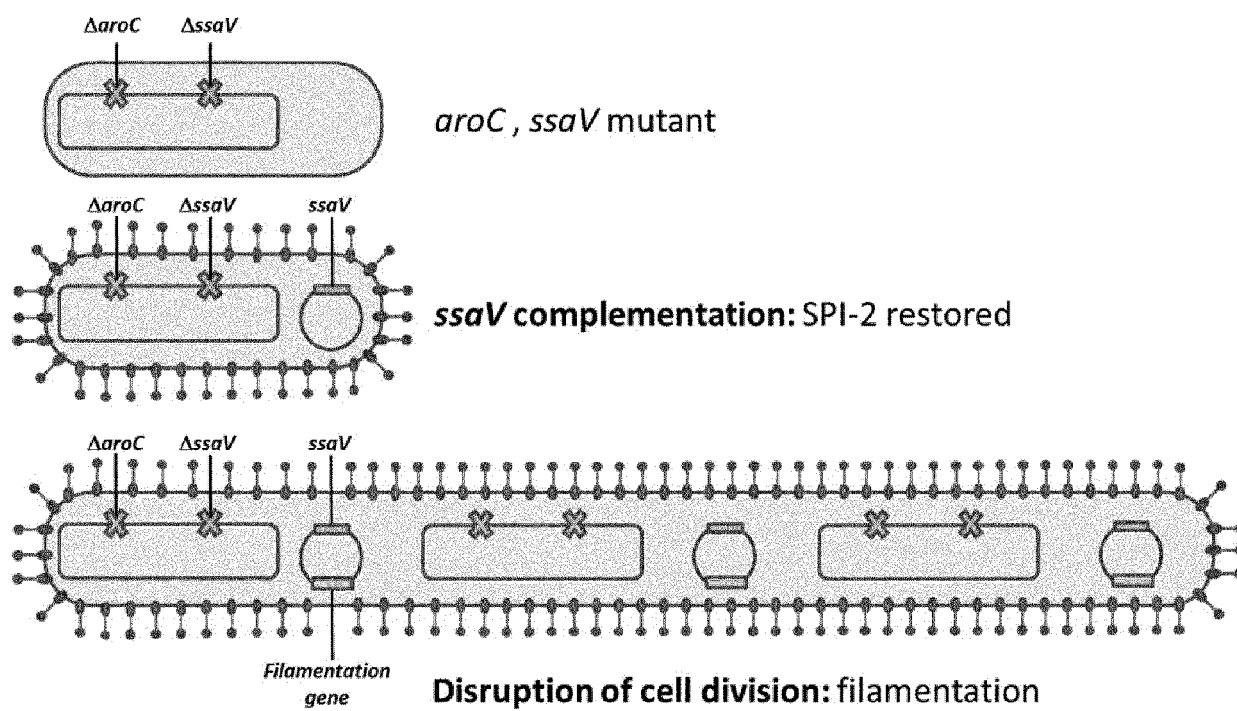 ΔaroC ΔssaV
aroC , ssaV mutant
ΔaroC ΔssaV ssaV
ssaV complementation: SPI-2 restored
ΔaroC ΔssaV ssaV
Filamentation
gene
Disruption of cell division: filamentation